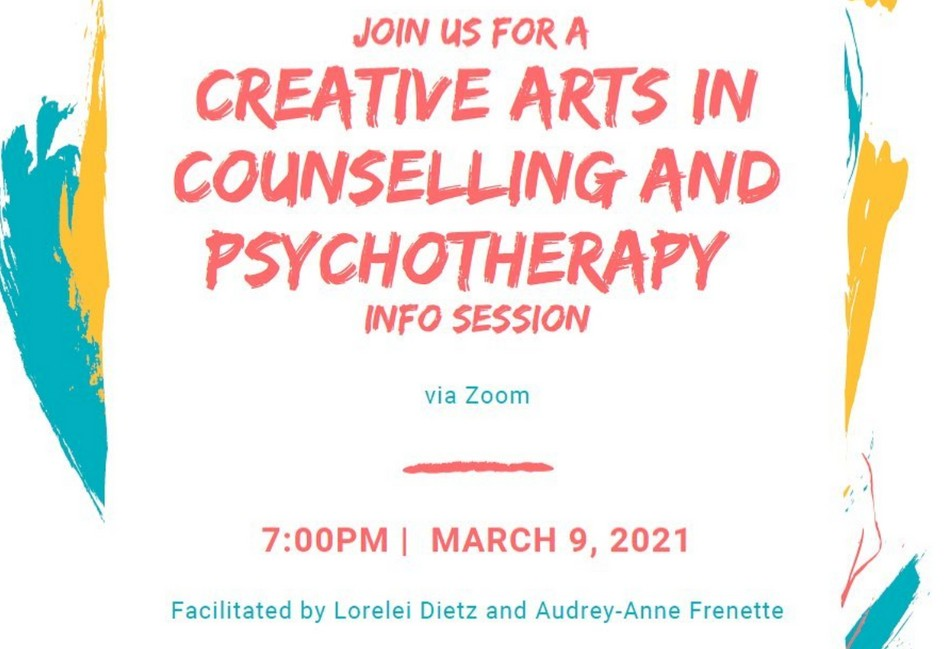 JOIN US FOR A
CREATIVE ARTS IN
COUNSELLING AND
PSYCHOTHERAPY
INFO SESSION
via Zoom
7:00PM | MARCH 9, 2021
Facilitated by Lorelei Dietz and Audrey-Anne Frenette